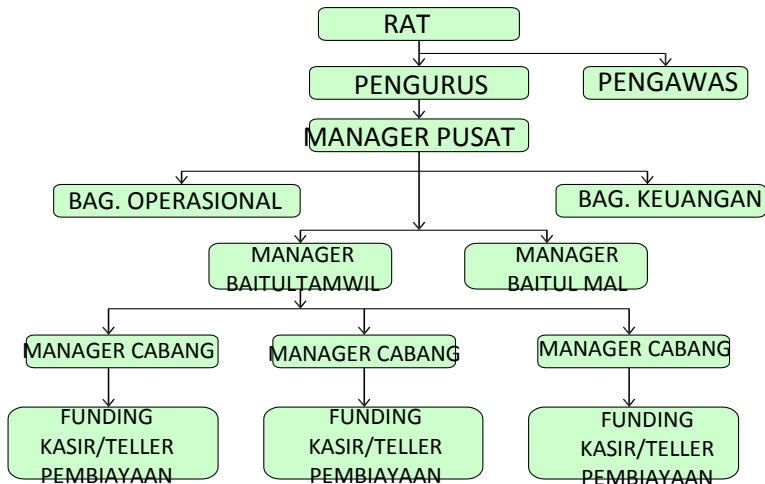 RAT
PENGURUS
PENGAWAS
MANAGER PUSAT
BAG. OPERASIONAL
BAG. KEUANGAN
MANAGER
BAITULTAMWIL
MANAGER
BAITUL MAL
MANAGER CABANG
MANAGER CABANG
MANAGER CABANG
FUNDING
KASIR/TELLER
PEMBIAYAAN
FUNDING
KASIR/TELLER
PEMBIAYAAN
FUNDING
KASIR/TELLER
PEMBIAYAAN